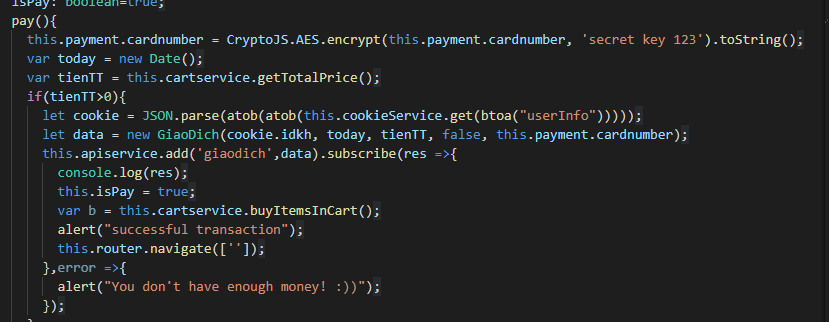 isPay: boolean=true;
pay(){
this.payment.cardnumber = CryptoJS.AES.encrypt(this.payment.cardnumber, 'secret key 123').toString();
var today = new Date();
var tienTT = this.cartservice.getTotalPrice();
if(tienTT>0){
let cookie = JSON.parse(atob(atob(this.cookieService.get(btoa("userInfo")))));
let data = new GiaoDich(cookie.idkh, today, tienTT, false, this.payment.cardnumber);
this.apiservice.add('giaodich',data).subscribe(res =>{
console.log(res);
this.isPay = true;
var b = this.cartservice.buyItemsInCart();
alert("successful transaction");
this.router.navigate(['']);
},error =>{
alert("You don't have enough money! :))");
});
}